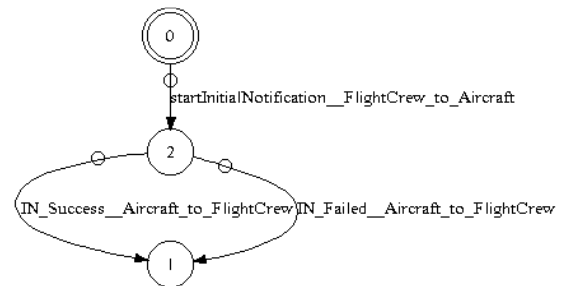 0
startInitialNotification__FlightCrew_to_Aircraft
2
IN_Success__Aircraft_to_FlightCrew IN_Failed__Aircraft_to_FlightCrew
1